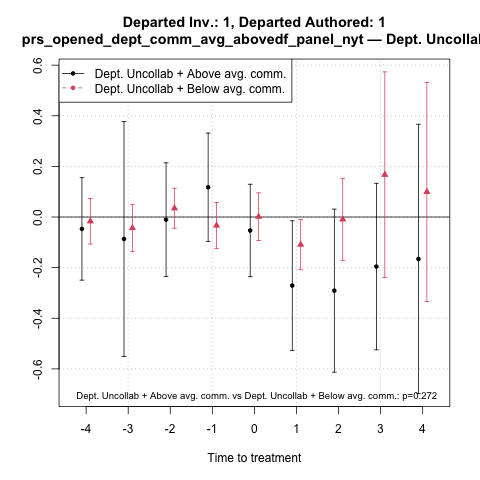 Departed Inv.: 1, Departed Authored: 1
prs_opened_dept_comm_avg_abovedf_panel_nyt — Dept. Uncollab
Dept. Uncollab + Above avg. comm.
Dept. Uncollab + Below avg. comm.
0.6
0.4
0.2
0.0
-0.2
-0.4
-0.6
Dept. Uncollab + Above avg. comm. vs Dept. Uncollab + Below avg. comm.: p=0.272
-4 -3 -2 -1 0 1 2 3 4
Time to treatment